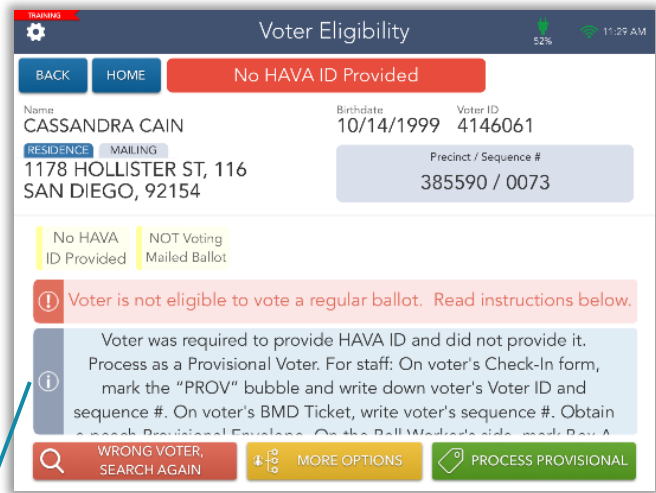 TRAINING
Voter Eligibility
52%
11:29 AM
BACK
HOME
No HAVA ID Provided
Name
CASSANDRA CAIN
Birthdate
10/14/1999
Voter ID
4146061
RESIDENCE
MAILING
1178 HOLLISTER ST, 116
SAN DIEGO, 92154
Precinct / Sequence #
385590 / 0073
No HAVA
ID Provided
NOT Voting
Mailed Ballot
Voter is not eligible to vote a regular ballot. Read instructions below.
Voter was required to provide HAVA ID and did not provide it.
Process as a Provisional Voter. For staff: On voter's Check-In form,
mark the “PROV” bubble and write down voter's Voter ID and
sequence #. On voter's BMD Ticket, write voter's sequence #. Obtain
WRONG VOTER,
SEARCH AGAIN
MORE OPTIONS
PROCESS PROVISIONAL